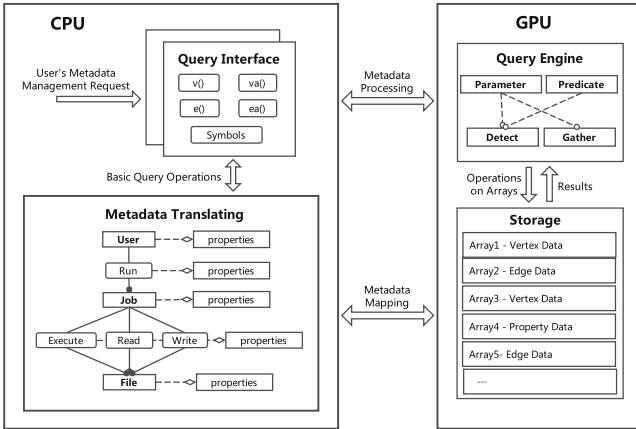 CPU
User's Metadata
Management Request
Query Interface
v()
va()
e()
ea()
Symbols
Basic Query Operations
Metadata Translating
User
properties
Run
properties
Job
properties
Execute
Read
Write
properties
File
properties
Metadata
Processing
Metadata
Mapping
GPU
Query Engine
Parameter
Predicate
Detect
Gather
Operations
on Arrays
Results
Storage
Array1 - Vertex Data
Array2 - Edge Data
Array3 - Vertex Data
Array4 - Property Data
Array5- Edge Data
......